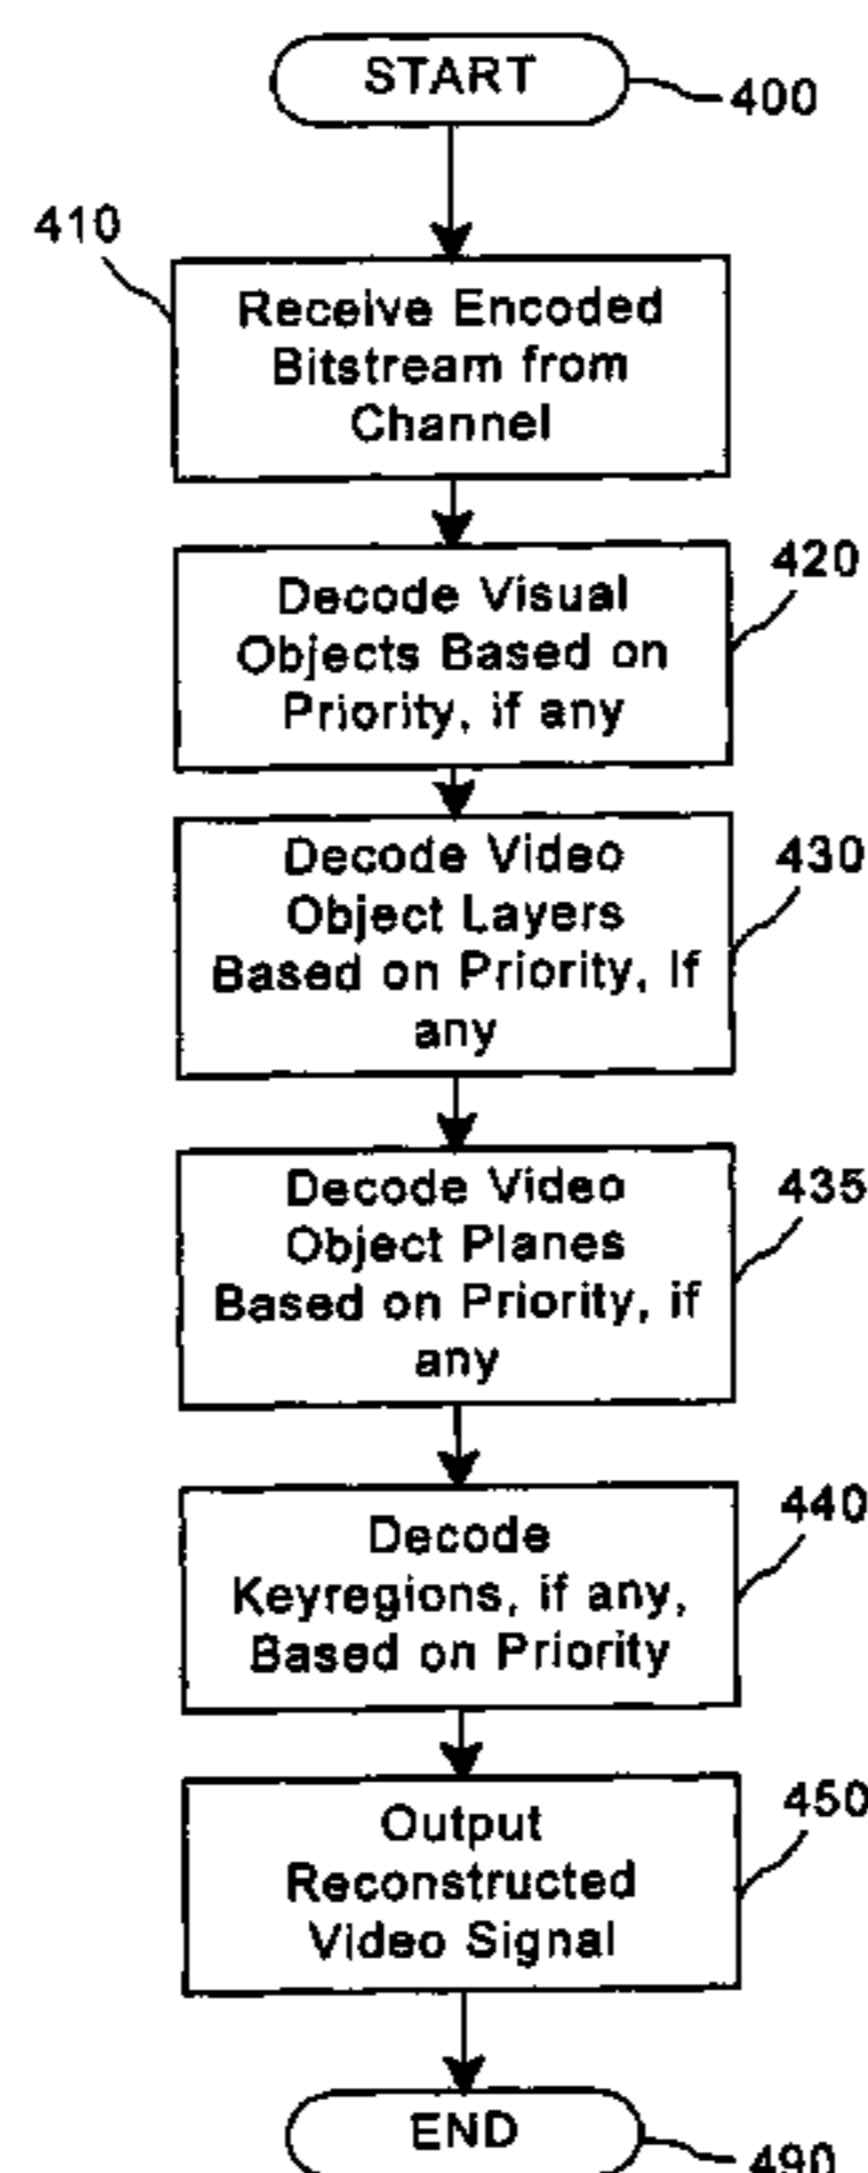 START
400
410
Receive Encoded
Bitstream from
Channel
420
Decode Visual
Objects Based on
Priority, if any
430
Decode Video
Object Layers
Based on Priority, If
any
435
Decode Video
Object Planes
Based on Priority, if
any
440
Decode
Keyregions, if any,
Based on Priority
450
Output
Reconstructed
Video Signal
END
490